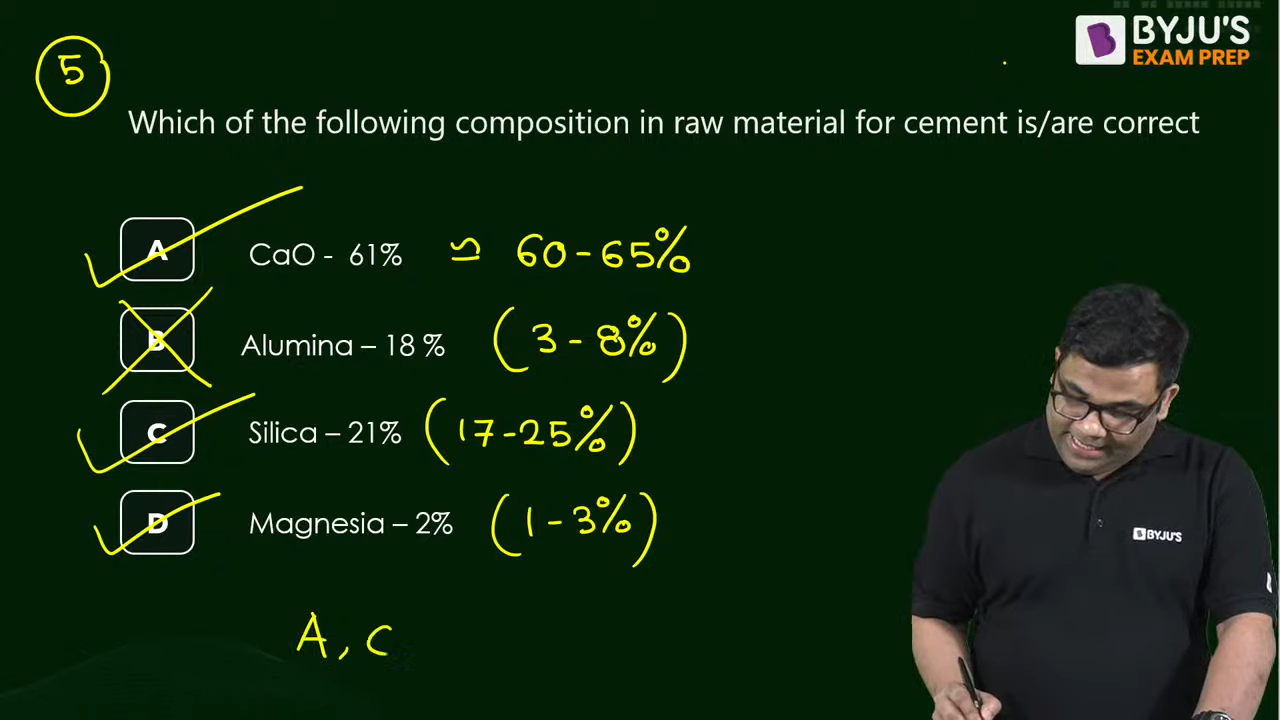 BYJU'S
EXAM PREP
5
Which of the following composition in raw material for cement is/are correct
A CaO - 61% ≃ 60-65%
B Alumina – 18 % (3-8%)
C Silica – 21% (17-25%)
D Magnesia – 2% (1-3%)
BYJU'S
A, C